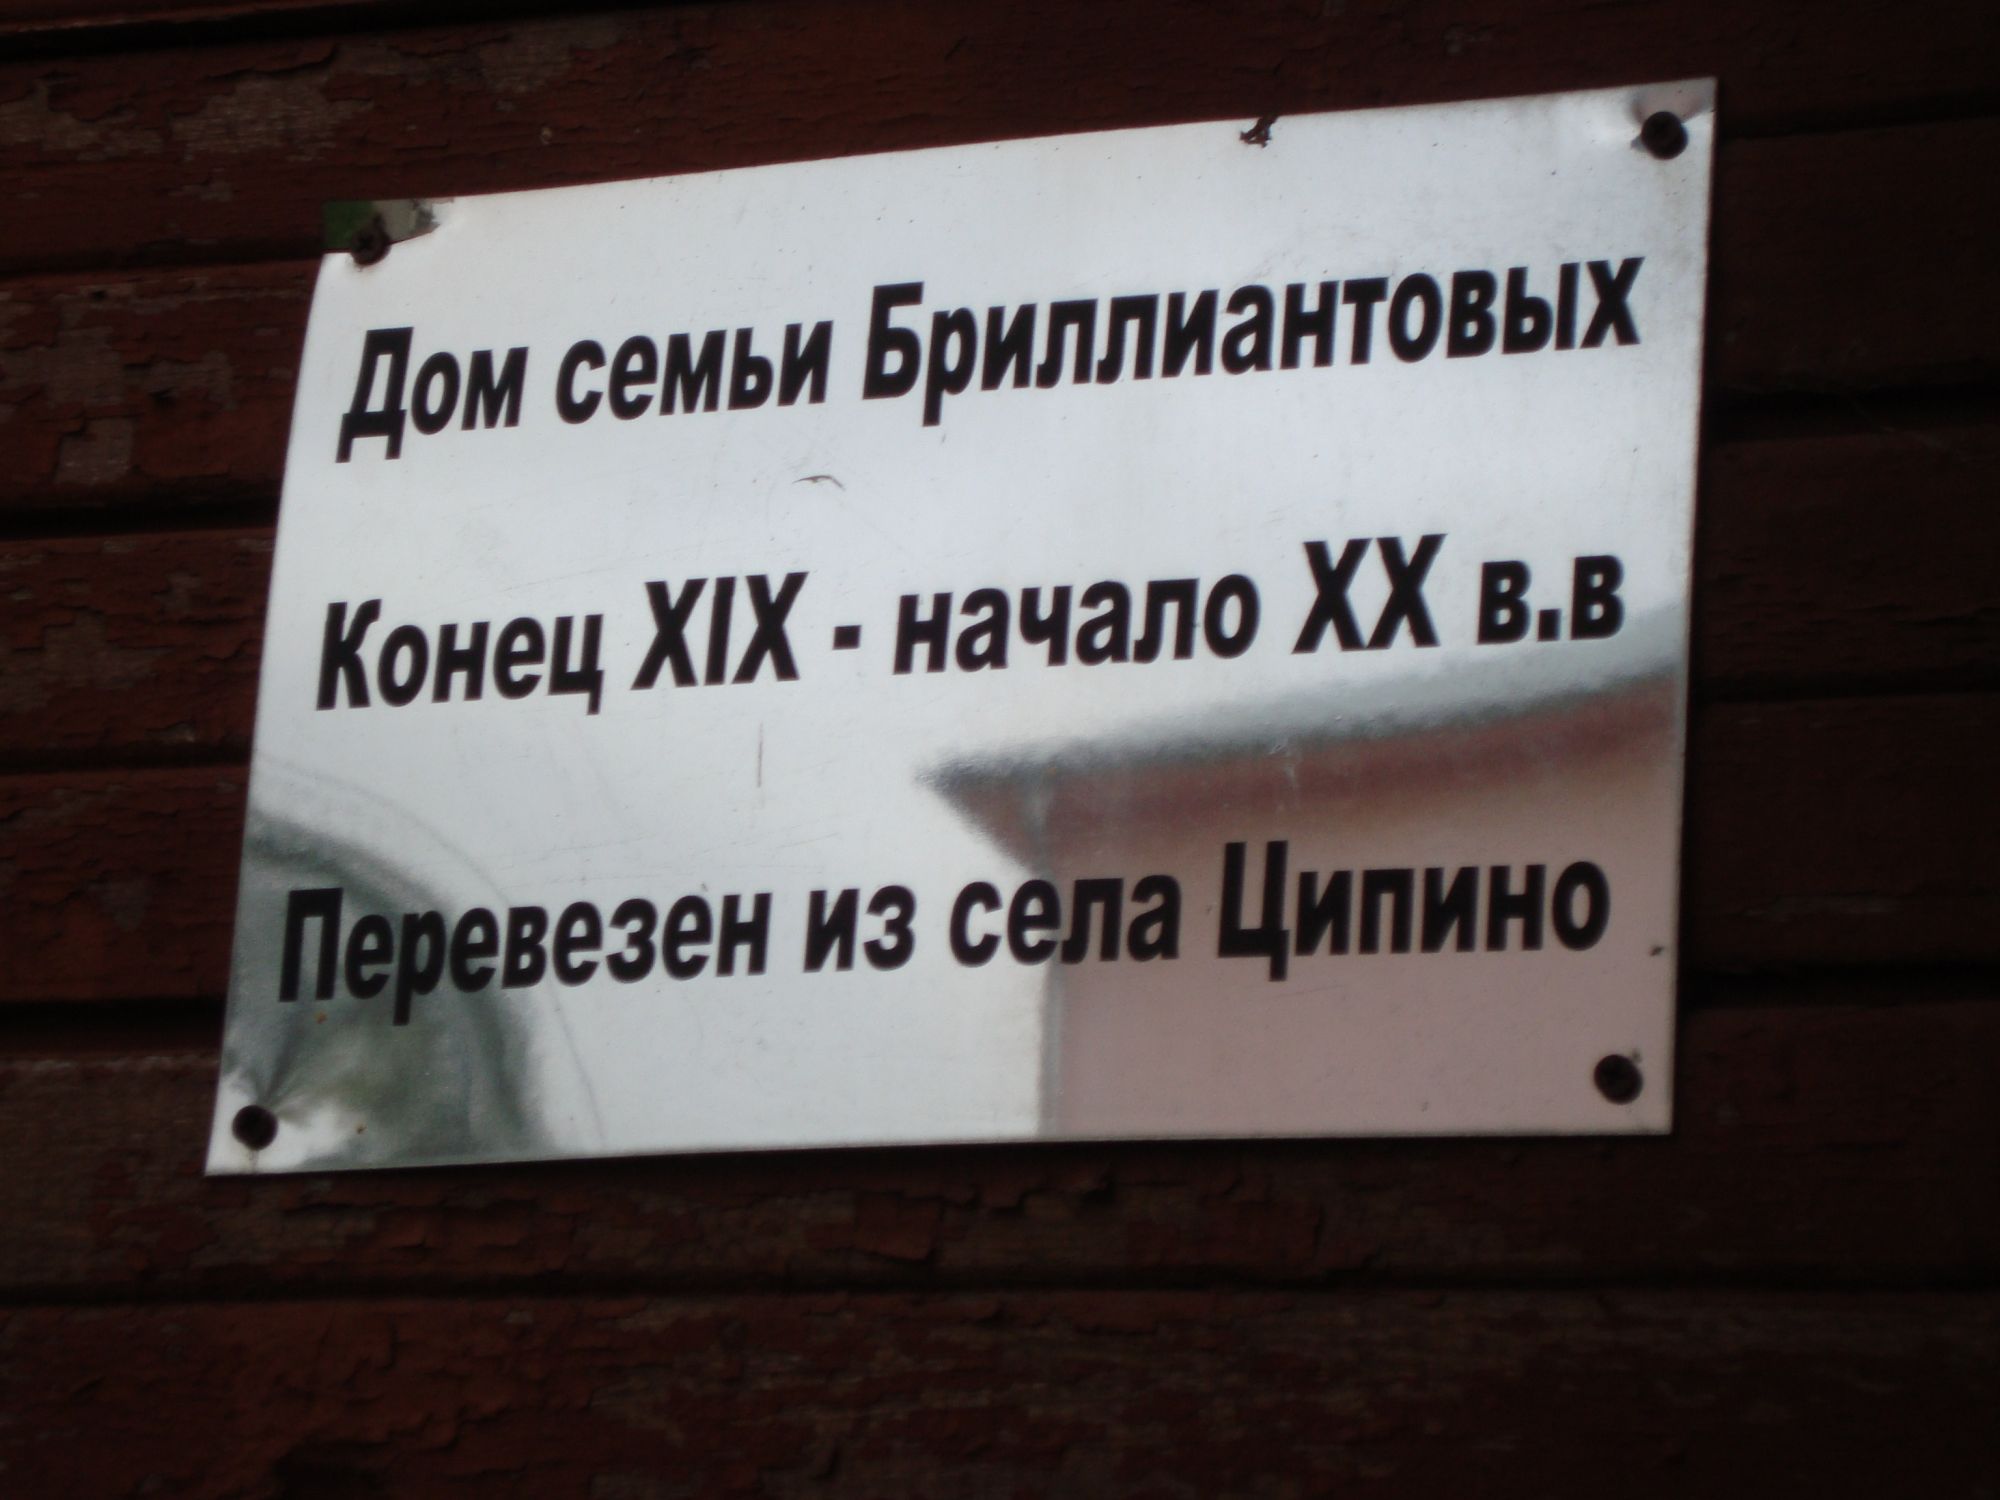 Дом семьи Бриллиантовых
Конец XIX - начало XX в.в
Перевезен из села Ципино